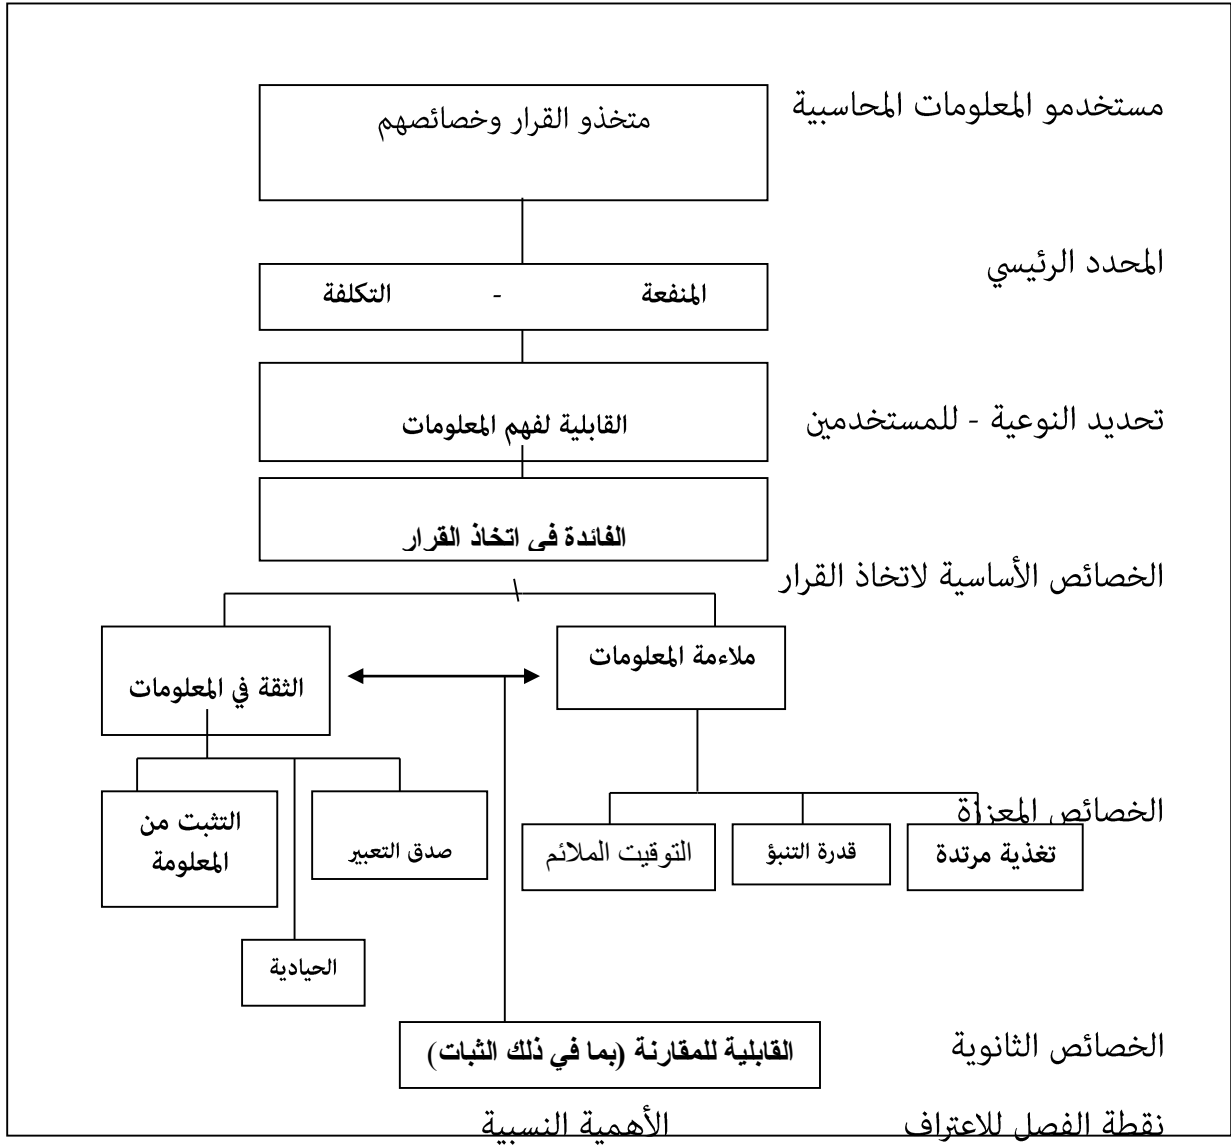 مستخدمو المعلومات المحاسبية
متخذو القرار وخصائصهم
المحدد الرئيسي
المنفعة - التكلفة
تحديد النوعية - للمستخدمين
القابلية لفهم المعلومات
الفائدة في اتخاذ القرار
الخصائص الأساسية لاتخاذ القرار
ملاءمة المعلومات
الثقة في المعلومات
الخصائص المعززة
تغذية مرتدة
قدرة التنبؤ
التوقيت الملائم
صدق التعبير
التثبت من
المعلومة
الحيادية
الخصائص الثانوية
القابلية للمقارنة (بما في ذلك الثبات)
نقطة الفصل للاعتراف
الأهمية النسبية